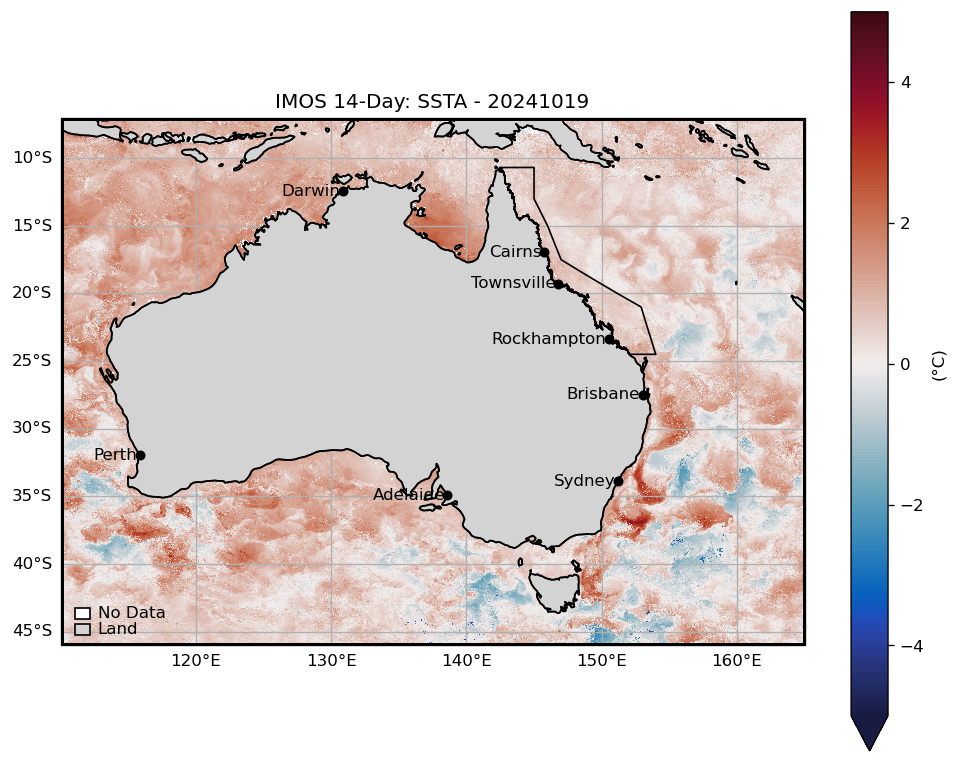 IMOS 14-Day: SSTA - 20241019
10°S
15°S
20°S
25°S
30°S
35°S
40°S
45°S
Darwin
Cairns
Townsville
Rockhampton
Brisbane
Perth
Sydney
Adelaide
No Data
Land
120°E
130°E
140°E
150°E
160°E
4
2
0
−2
−4
(°C)